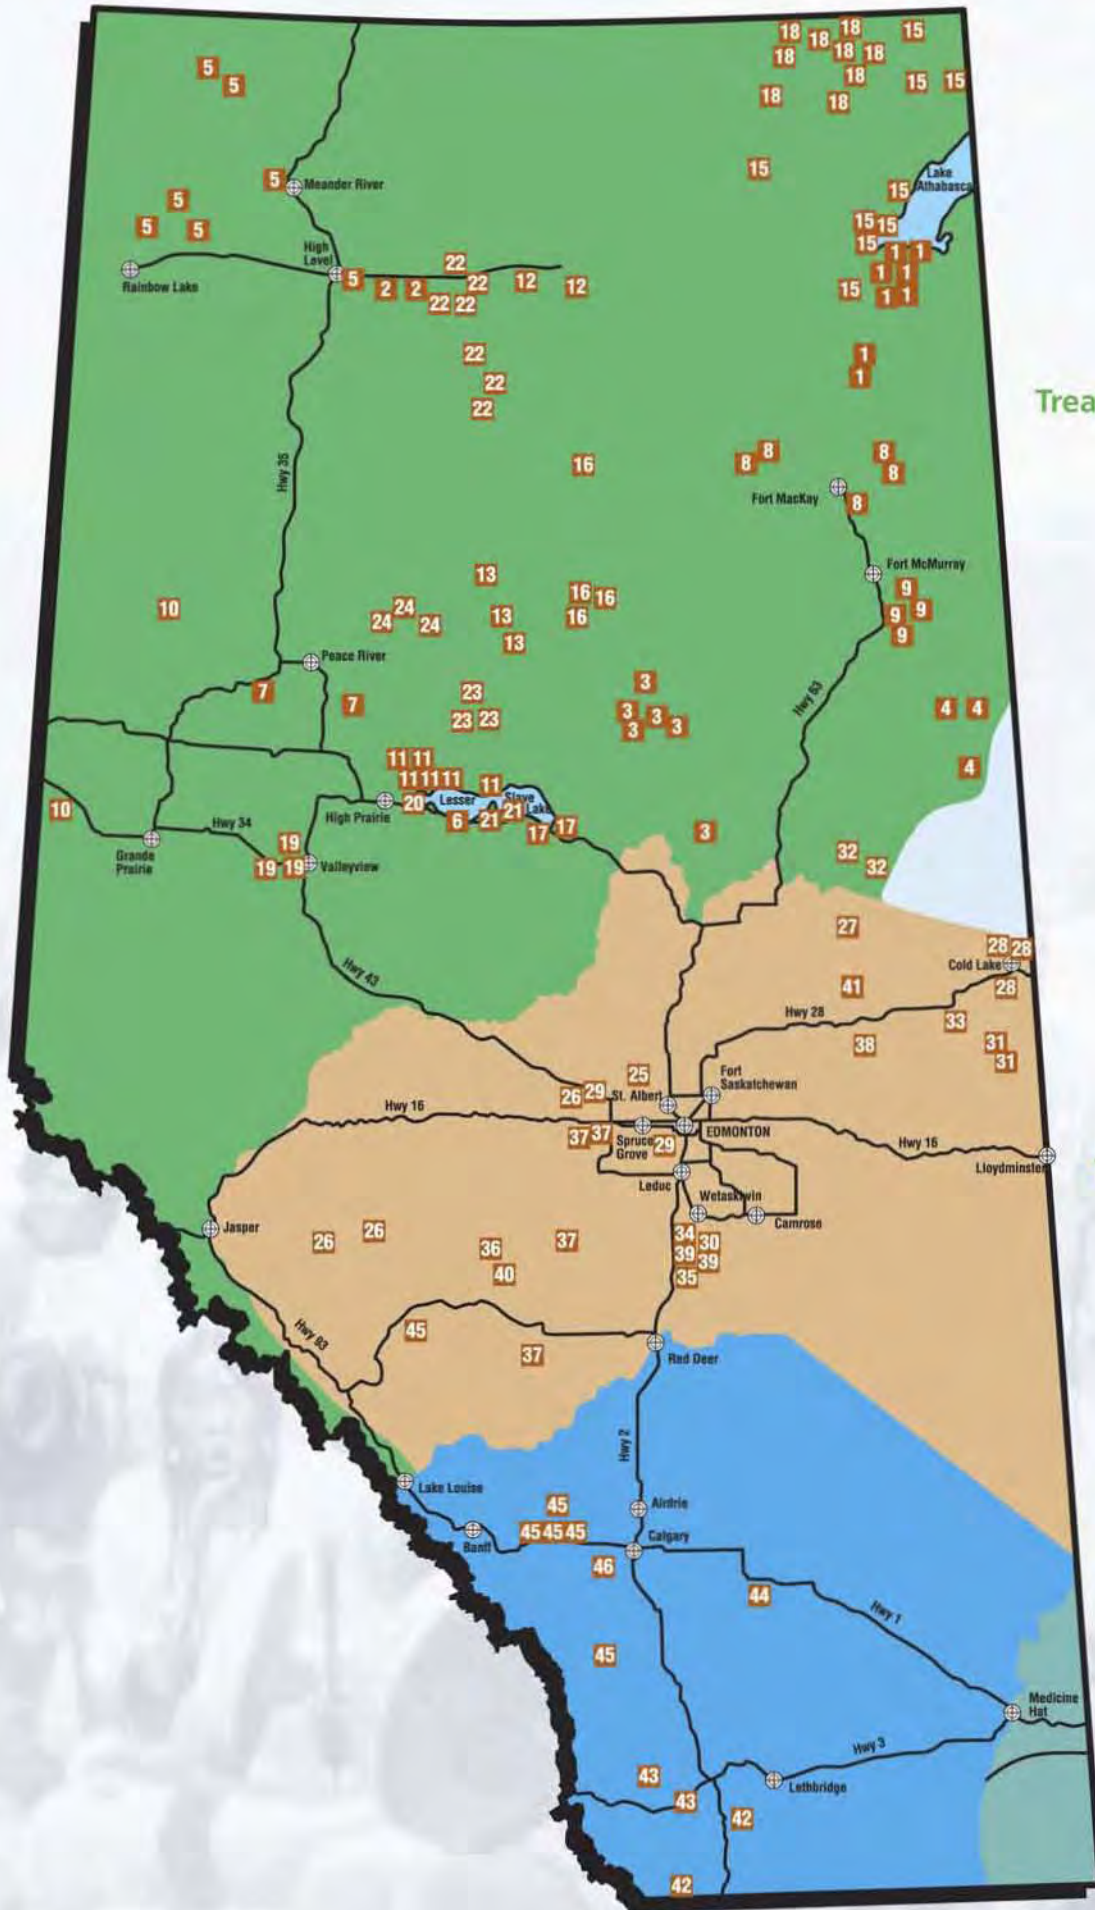 18 18 15
18
18 18
18
18 15 15
18 18
5
5
15
Lake
Athabasca
5 Meander River
15
5
5 5
15 15
15
1 1
High
Level
22
1 1
Rainbow Lake
5 2 2 22 12 12
15 1 1
22 22
22
1
1
22
22
Trea
16
8 8 8
8
Hwy 35
Fort MacKay
8
13
Fort McMurray
16 16
9
10
24
24 24
13
16
9 9
9
13
Peace River
3
7
23
Hwy 63
7
3 3
3 3
4 4
23 23
11 11
4
11 11 11 11
10
20
Lesser Slave
Lake
High Prairie
6 21 21
17 17
3
Hwy 34
19
32
Grande
Prairie
19 19
Valleyview
32
27
28 28
Cold Lake
Hwy 43
41
28
Hwy 28
33
38
31
31
25
Fort
Saskatchewan
26 29
St. Albert
Hwy 16
37 37
Spruce
Grove
29
EDMONTON
Hwy 16
Lloydminster
Leduc
Wetaskiwin
Jasper
Camrose
26 26
36
37
34 30
39 39
40
35
Hwy 93
45
37
Red Deer
Hwy 2
Lake Louise
45
Airdrie
45 45 45
Banff
Calgary
46
44
Hwy 1
45
Medicine
Hat
Hwy 3
43
Lethbridge
43
42
42